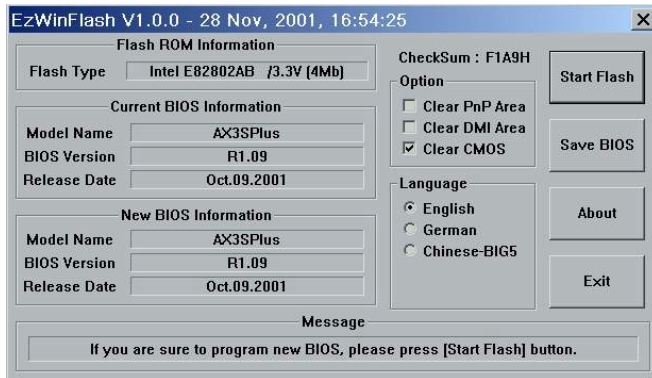 EzWinFlash V1.0.0 - 28 Nov, 2001, 16:54:25
Flash ROM Information
Flash Type Intel E82802AB /3.3V (4Mb)
Current BIOS Information
Model Name AX3SPlus
BIOS Version R1.09
Release Date Oct.09.2001
New BIOS Information
Model Name AX3SPlus
BIOS Version R1.09
Release Date Oct.09.2001
CheckSum : F1A9H
Option
Clear PnP Area
Clear DMI Area
Clear CMOS
Language
English
German
Chinese-BIG5
Start Flash
Save BIOS
About
Exit
Message
If you are sure to program new BIOS, please press [Start Flash] button.